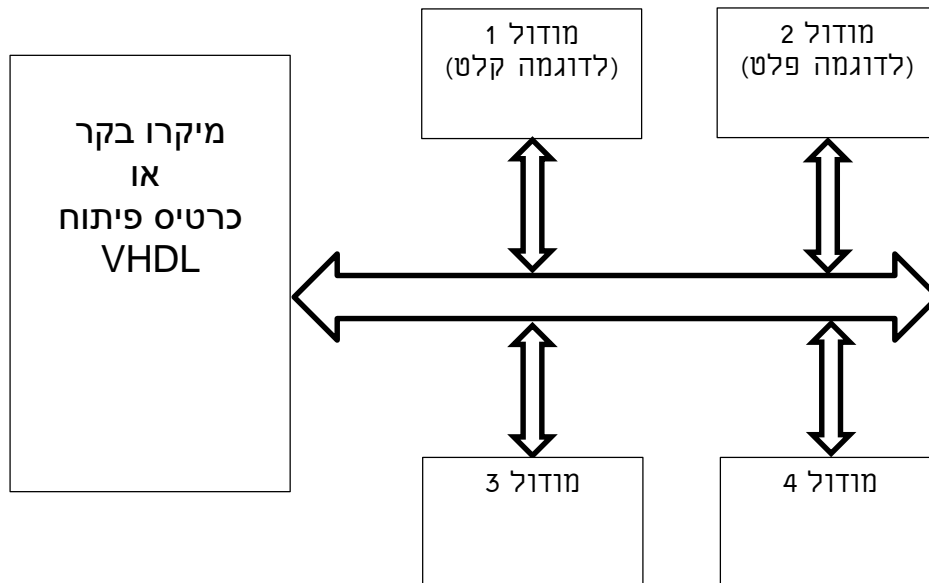 מיקרו בקר
או
כרטיס פיתוח
VHDL
מודול 1
(לדוגמה קלט)
מודול 2
(לדוגמה פלט)
מודול 3
מודול 4